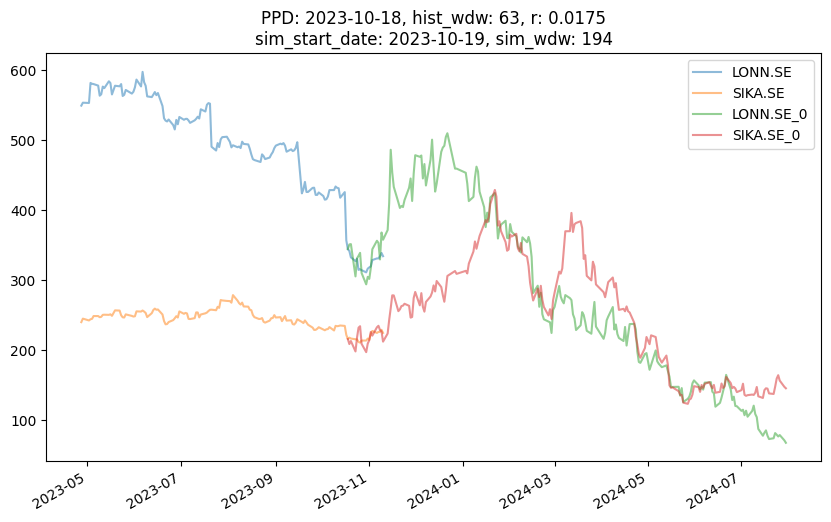 PPD: 2023-10-18, hist_wdw: 63, r: 0.0175
sim_start_date: 2023-10-19, sim_wdw: 194
LONN.SE
SIKA.SE
LONN.SE_0
SIKA.SE_0
600
500
400
300
200
100
2023-05
2023-07
2023-09
2023-11
2024-01
2024-03
2024-05
2024-07